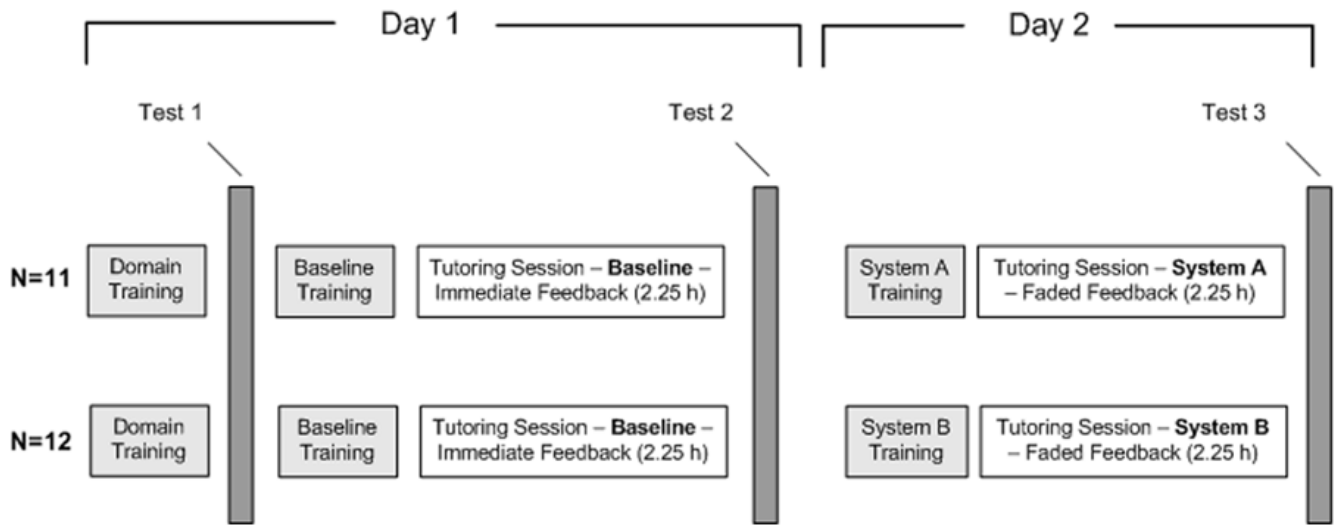 Day 1
Day 2
Test 1
Test 2
Test 3
N=11
Domain
Training
Baseline
Training
Tutoring Session – Baseline –
Immediate Feedback (2.25 h)
System A
Training
Tutoring Session – System A
– Faded Feedback (2.25 h)
N=12
Domain
Training
Baseline
Training
Tutoring Session – Baseline –
Immediate Feedback (2.25 h)
System B
Training
Tutoring Session – System B
– Faded Feedback (2.25 h)